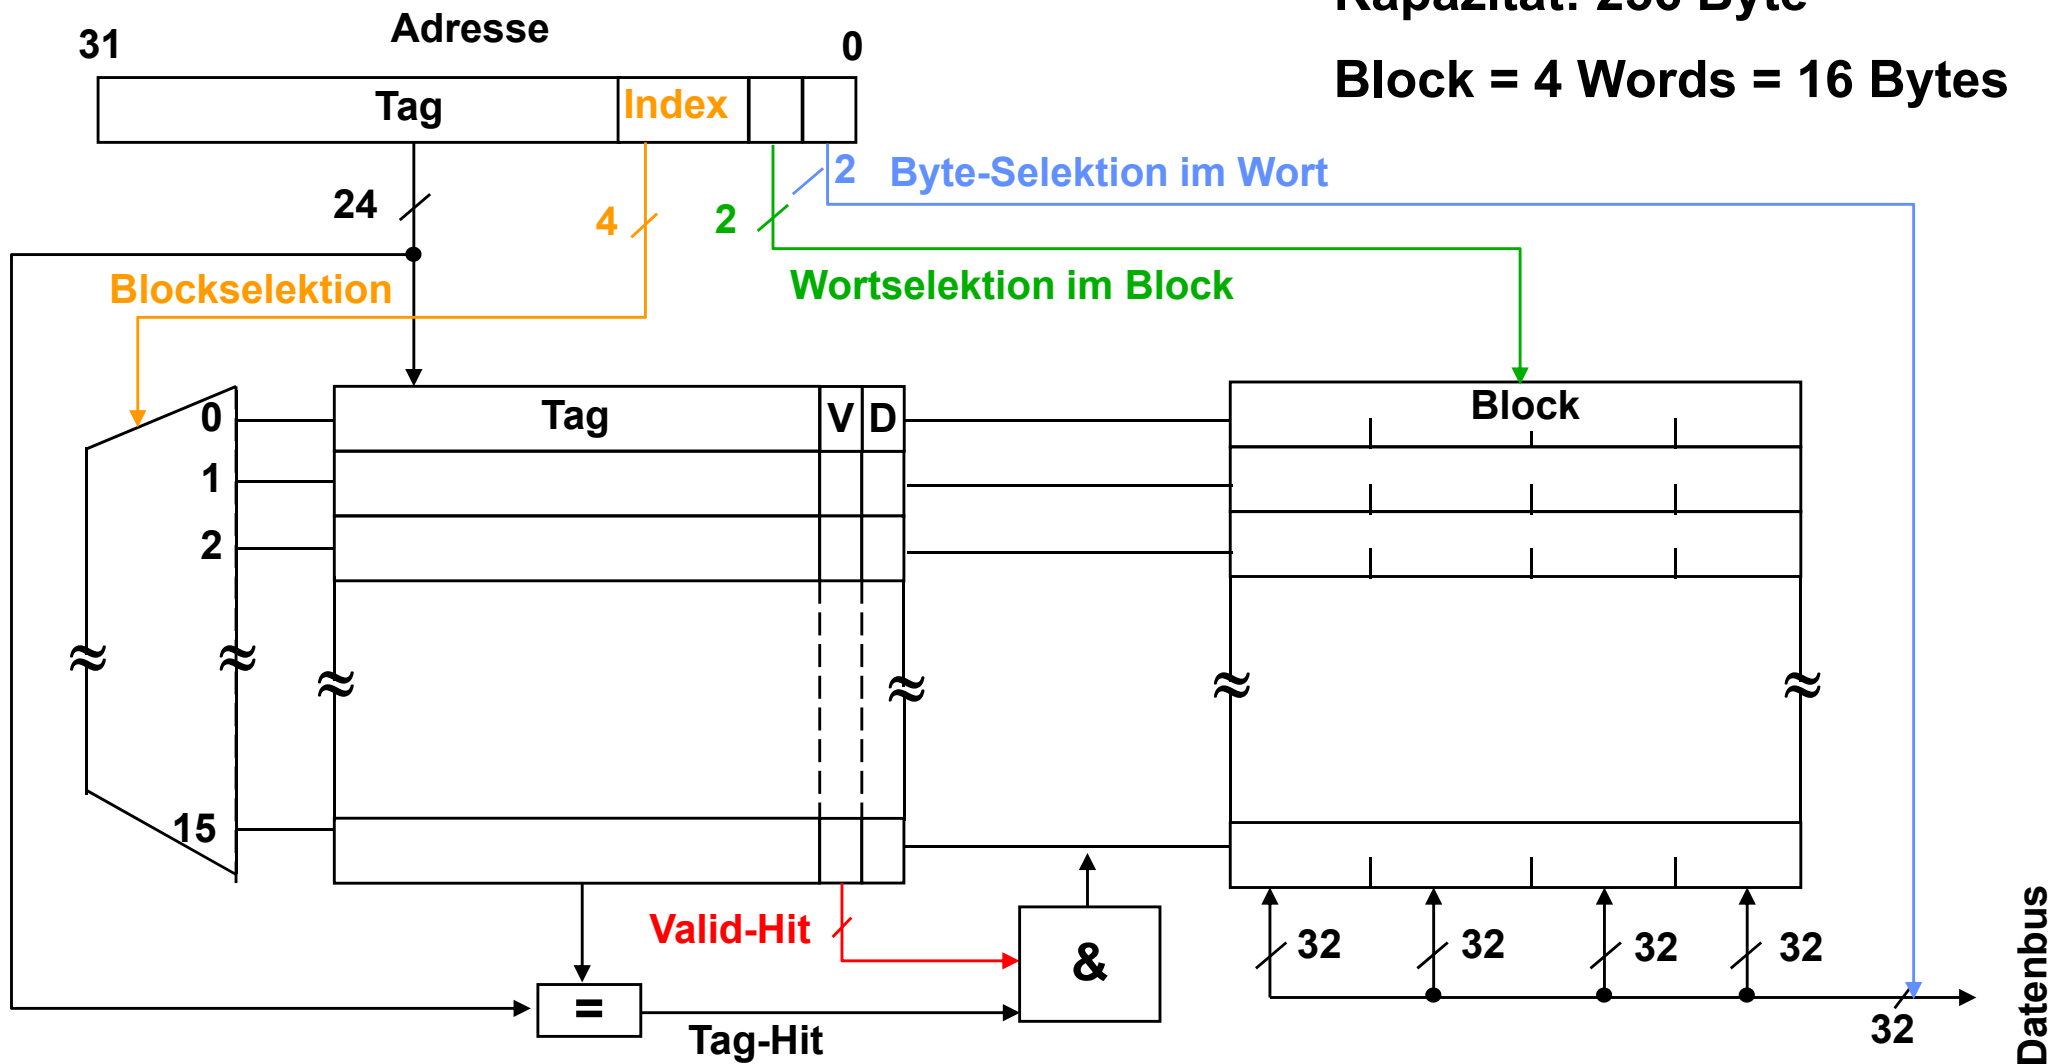 Kapazität: 256 Byte
Adresse
31
0
Block = 4 Words = 16 Bytes
Tag
Index
2
Byte-Selektion im Wort
24
4
2
Blockselektion
Wortselektion im Block
0
Tag
V
D
Block
1
2
≈
≈
≈
≈
≈
≈
15
Valid-Hit
&
32
32
32
32
=
Tag-Hit
32
Datenbus